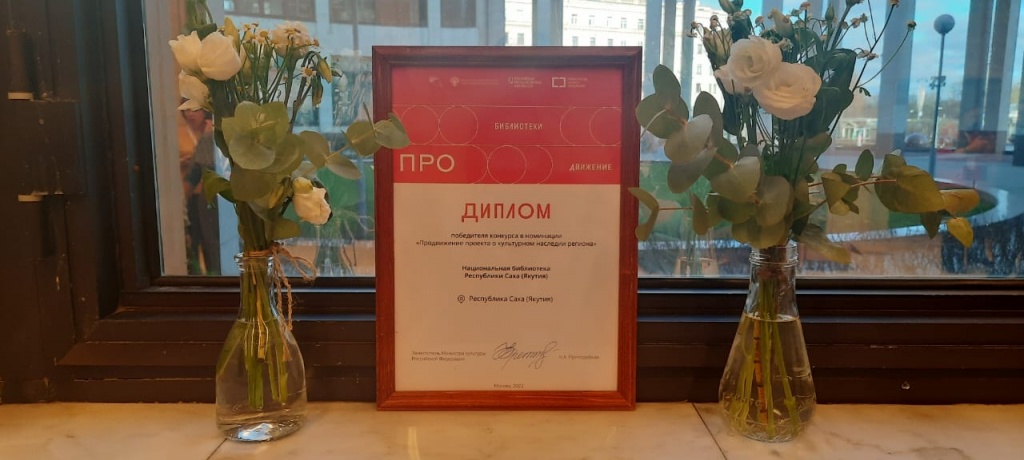 БИБЛИОТЕКИ
ПРО
ДВИЖЕНИЕ
ДИПЛОМ
победителя конкурса в номинации
«Продвижение проекта о культурном наследии региона»
Национальная библиотека
Республики Саха (Якутия)
Республика Саха (Якутия)
Заместитель Министра культуры
Российской Федерации